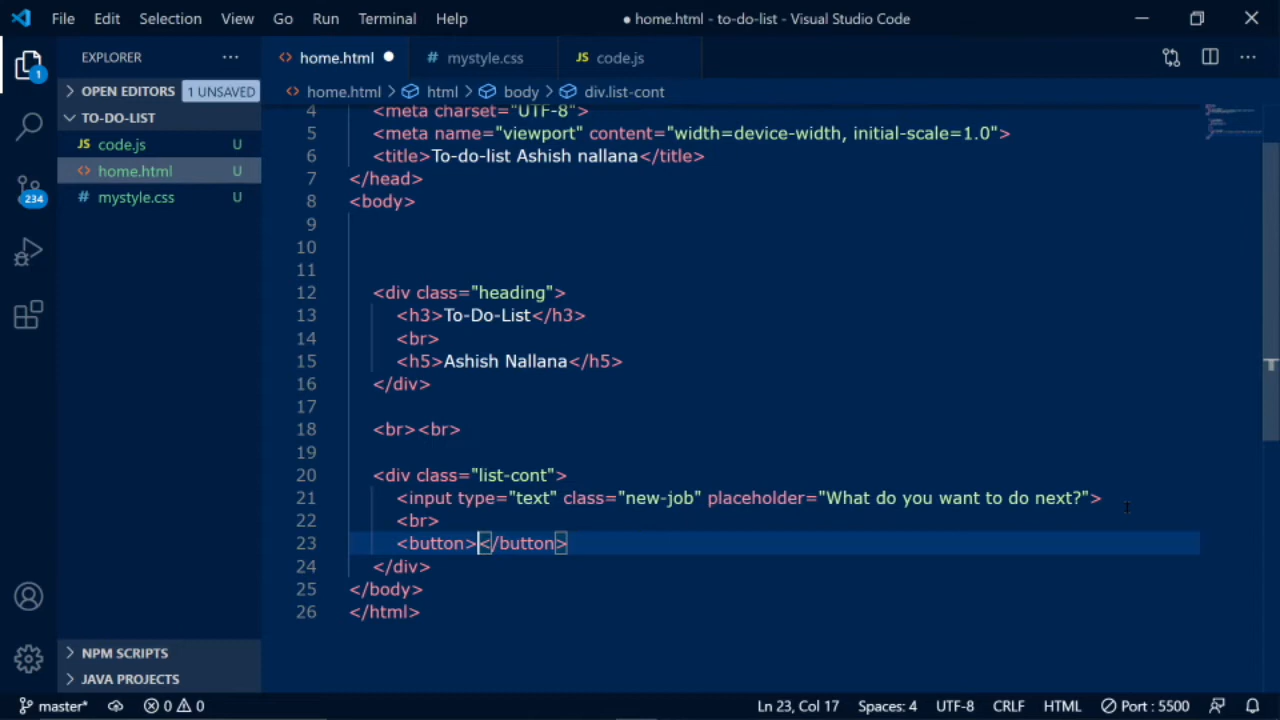 File Edit Selection View Go Run Terminal Help ● home.html - to-do-list - Visual Studio Code
EXPLORER ···
home.html mystyle.css JS code.js
OPEN EDITORS 1 UNSAVED
home.html > html > body > div.list-cont
TO-DO-LIST
JS code.js U
home.html U
# mystyle.css U
1
234
4 <meta charset="UTF-8">
5 <meta name="viewport" content="width=device-width, initial-scale=1.0">
6 <title>To-do-list Ashish nallana</title>
7 </head>
8 <body>
9
10
11
12 <div class="heading">
13 <h3>To-Do-List</h3>
14 <br>
15 <h5>Ashish Nallana</h5>
16 </div>
17
18 <br><br>
19
20 <div class="list-cont">
21 <input type="text" class="new-job" placeholder="What do you want to do next?">
22 <br>
23 <button></button>
24 </div>
25 </body>
26 </html>
NPM SCRIPTS
JAVA PROJECTS
master* 0 0 Ln 23, Col 17 Spaces: 4 UTF-8 CRLF HTML Port : 5500